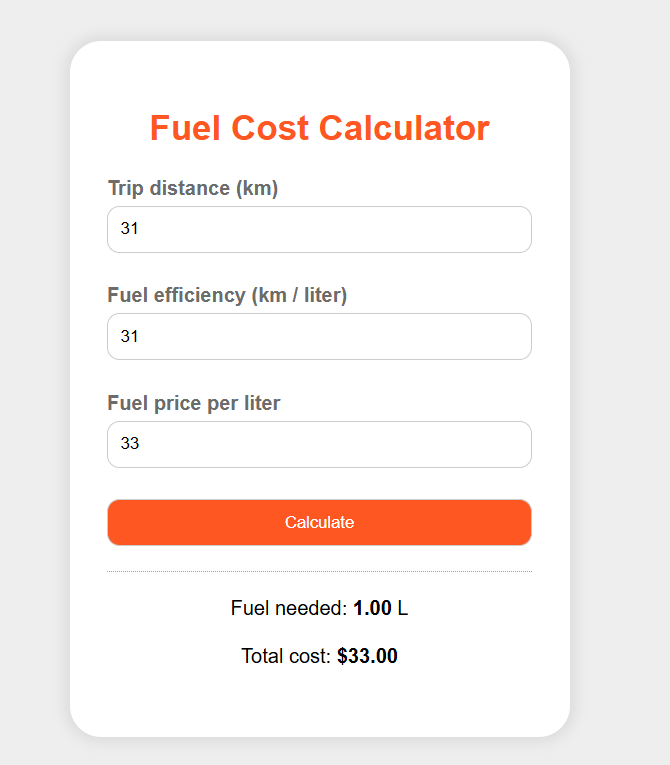 Fuel Cost Calculator
Trip distance (km)
31
Fuel efficiency (km / liter)
31
Fuel price per liter
33
Calculate
Fuel needed: 1.00 L
Total cost: $33.00